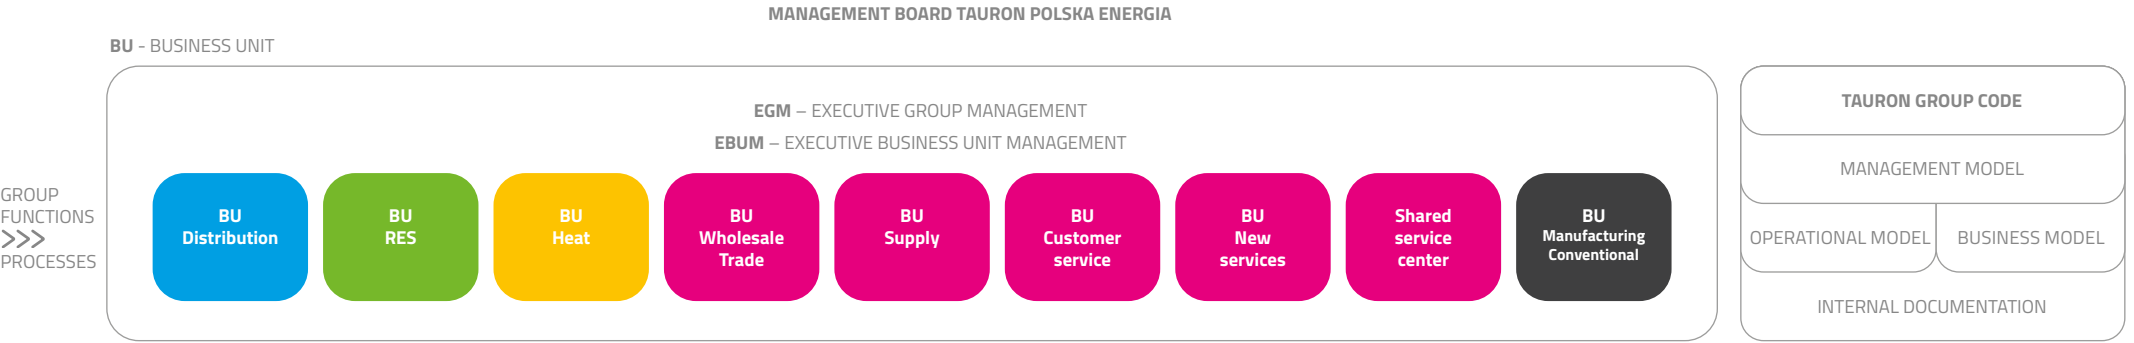 MANAGEMENT BOARD TAURON POLSKA ENERGIA
BU - BUSINESS UNIT
EGM – EXECUTIVE GROUP MANAGEMENT
EBUM – EXECUTIVE BUSINESS UNIT MANAGEMENT
GROUP
FUNCTIONS
>>>
PROCESSES
BU
Distribution
BU
RES
BU
Heat
BU
Wholesale
Trade
BU
Supply
BU
Customer
service
BU
New
services
Shared
service
center
BU
Manufacturing
Conventional
TAURON GROUP CODE
MANAGEMENT MODEL
OPERATIONAL MODEL
BUSINESS MODEL
INTERNAL DOCUMENTATION